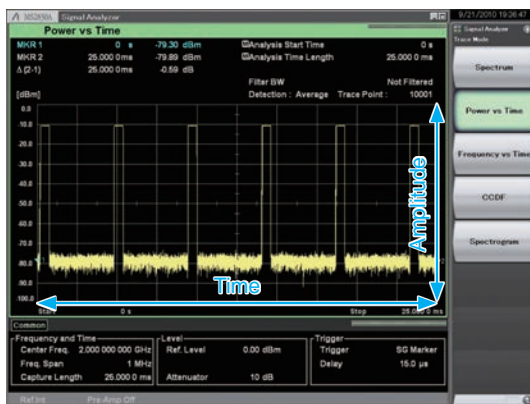 MS2830A Signal Analyzer
9/21/2010 19:26:47
Power vs Time
MKR 1 0 s -79.30 dBm Analysis Start Time 0 s
MKR 2 25.000 0ms -79.89 dBm Analysis Time Length 25.000 0 ms
Δ(2-1) 25.000 0ms -0.59 dB
Filter BW Not Filtered
[dBm] Detection : Average Trace Point : 10001
0.0
-10.0
-20.0
-30.0
-40.0
-50.0
-60.0
-70.0
-80.0
-90.0
-100.0
Amplitude
Time
Start 0 s Stop 25.000 0 ms
Common
Frequency and Time
Center Freq. 2.000 000 000 GHz
Freq. Span 1 MHz
Capture Length 25.000 0 ms
Level
Ref. Level 0.00 dBm
Attenuator 10 dB
Trigger
Trigger SG Marker
Delay 15.0 µs
Ref.Int Pre-Amp Off
Signal Analyzer
Trace Mode
Spectrum
Power vs Time
Frequency vs Time
CCDF
Spectrogram